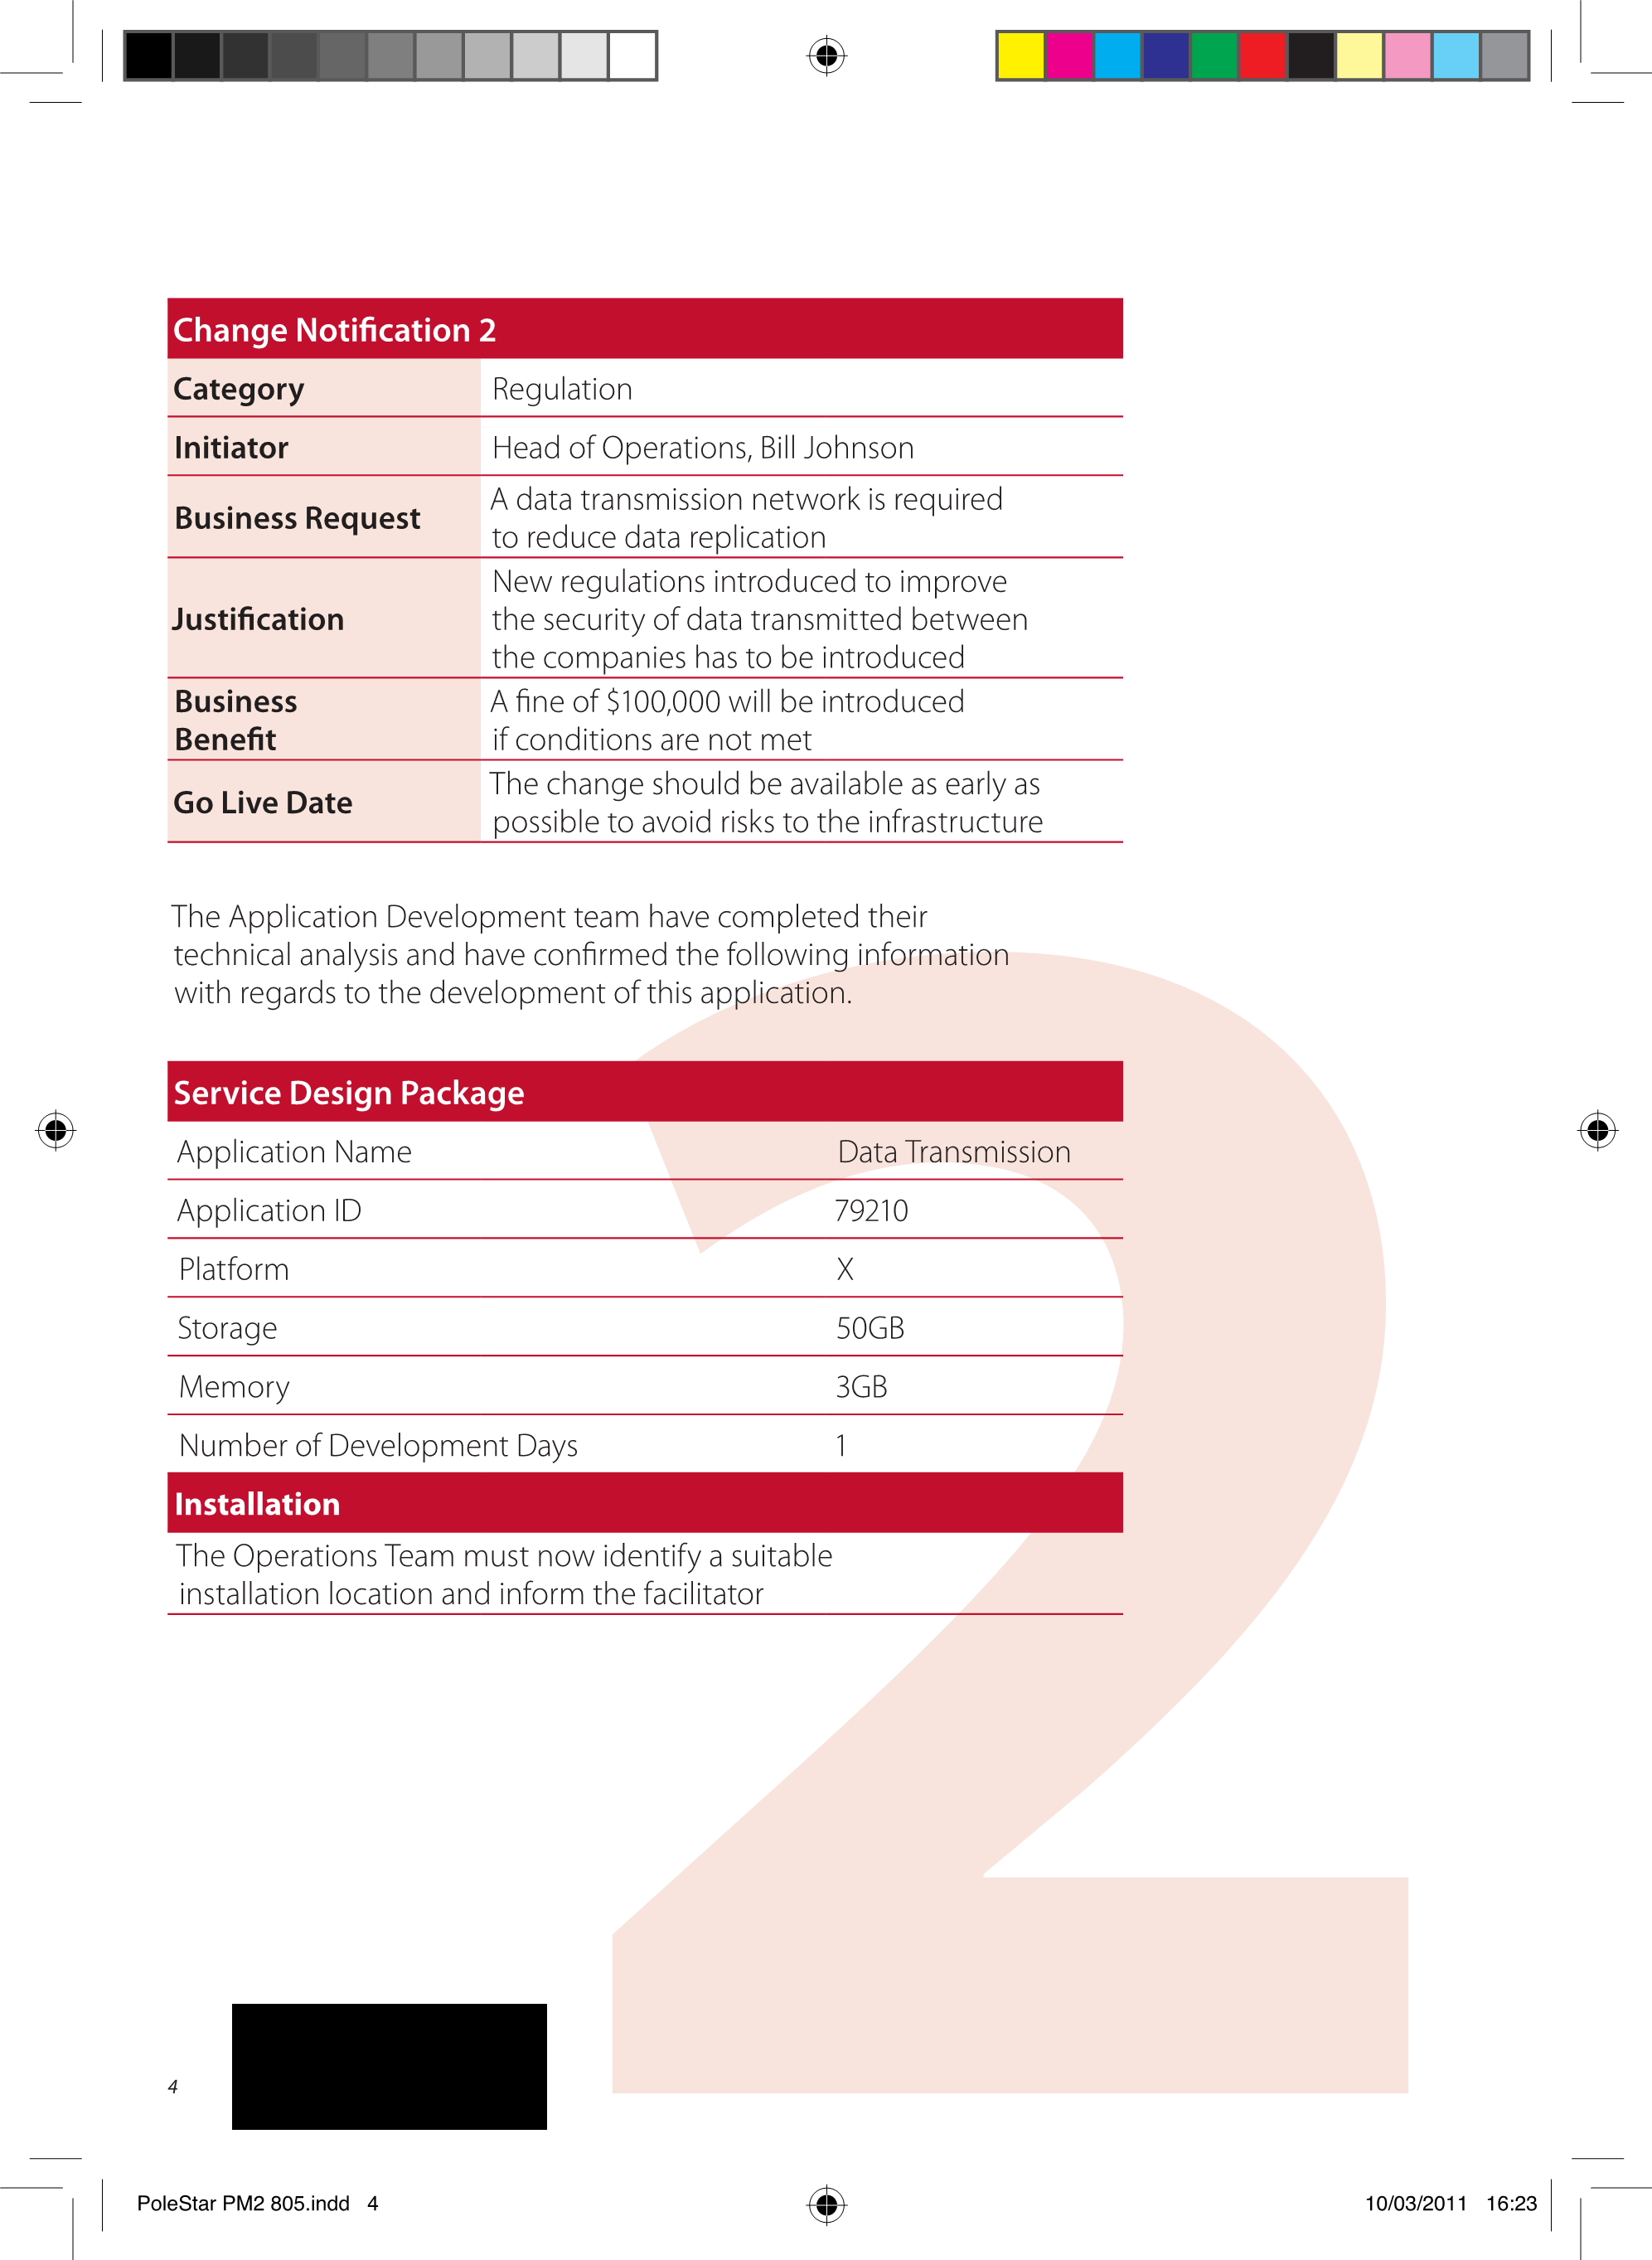 Change Notification 2
Category Regulation
Initiator Head of Operations, Bill Johnson
Business Request A data transmission network is required
to reduce data replication
Justification New regulations introduced to improve
the security of data transmitted between
the companies has to be introduced
Business
Benefit A fine of $100,000 will be introduced
if conditions are not met
Go Live Date The change should be available as early as
possible to avoid risks to the infrastructure
The Application Development team have completed their
technical analysis and have confirmed the following information
with regards to the development of this application.
Service Design Package
Application Name Data Transmission
Application ID 79210
Platform X
Storage 50GB
Memory 3GB
Number of Development Days 1
Installation
The Operations Team must now identify a suitable
installation location and inform the facilitator
2
4
PoleStar PM2 805.indd 4 10/03/2011 16:23